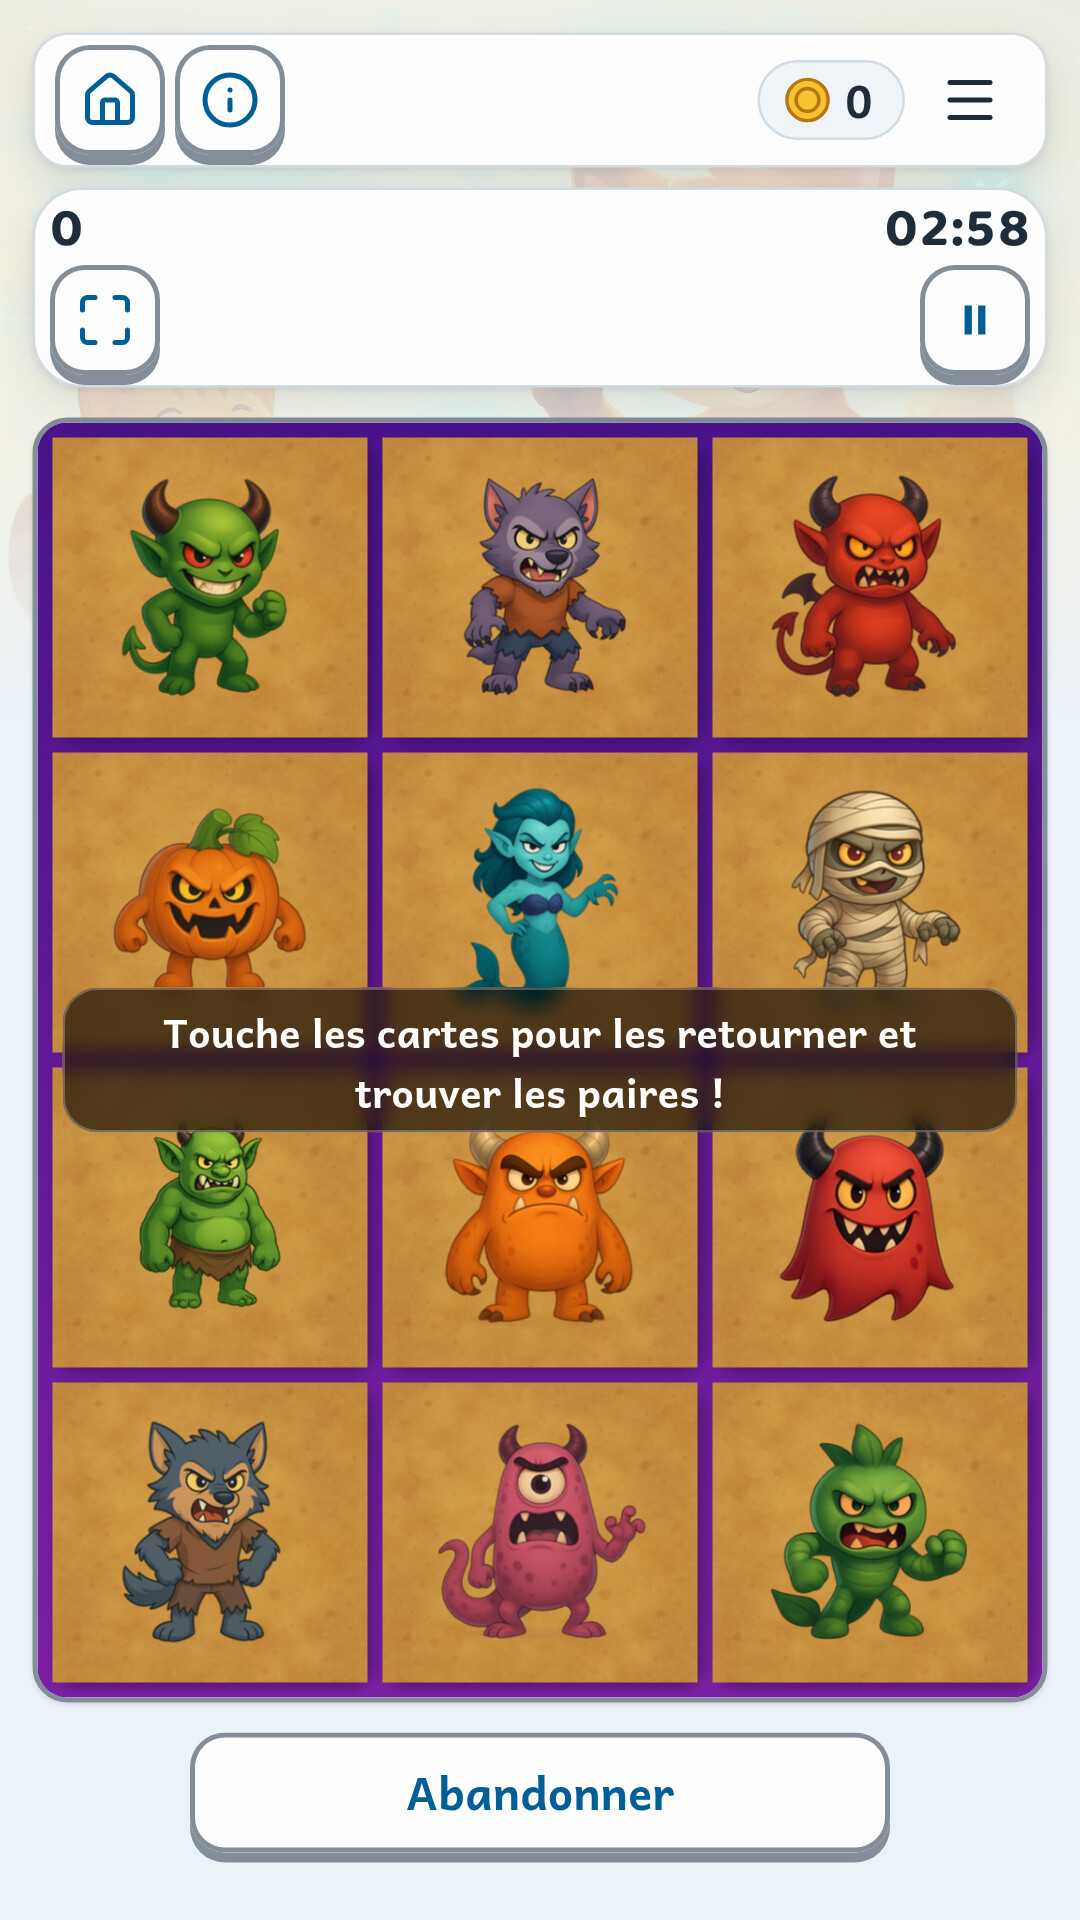 0
0
02:58
Touche les cartes pour les retourner et
trouver les paires !
Abandonner